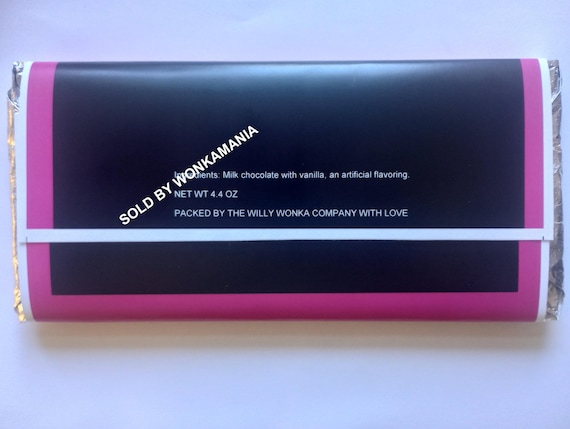 SOLD BY WONKAMANIA
Ingredients: Milk chocolate with vanilla, an artificial flavoring.
NET WT 4.4 OZ
PACKED BY THE WILLY WONKA COMPANY WITH LOVE